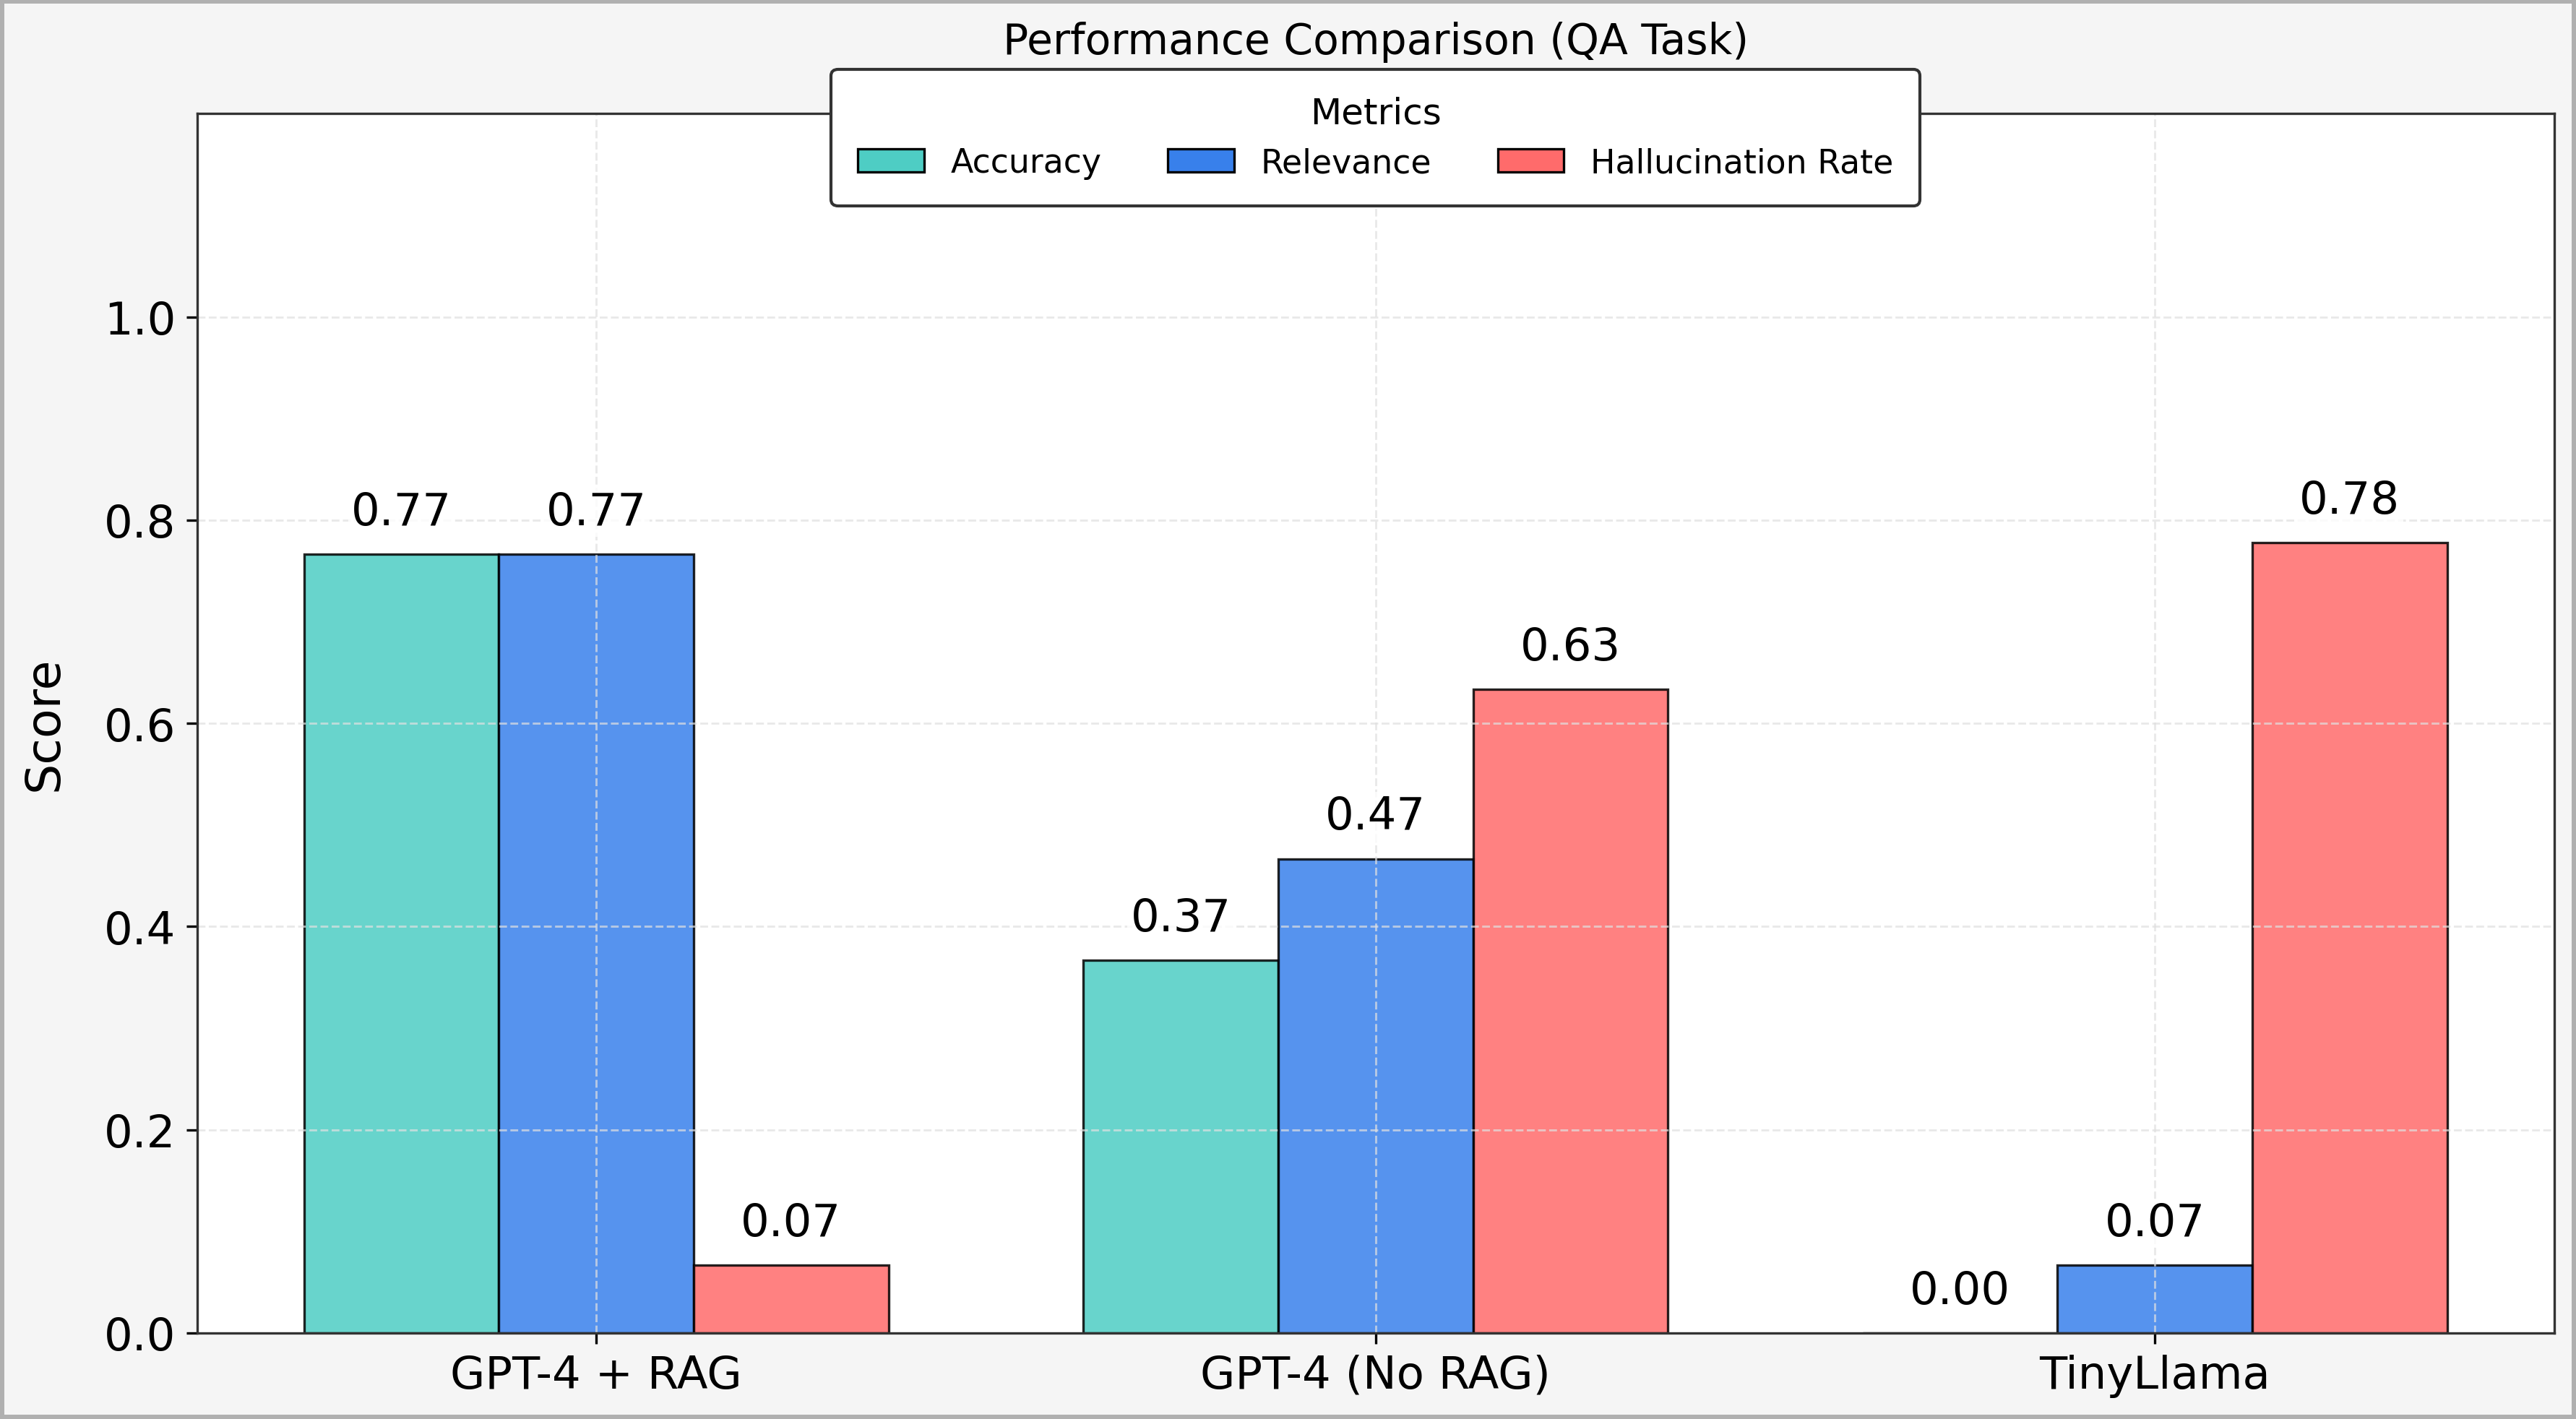 Performance Comparison (QA Task)
Metrics
Accuracy Relevance Hallucination Rate
Score
1.0
0.8
0.6
0.4
0.2
0.0
0.77 0.77 0.07
0.37 0.47 0.63
0.00 0.07 0.78
GPT-4 + RAG GPT-4 (No RAG) TinyLlama